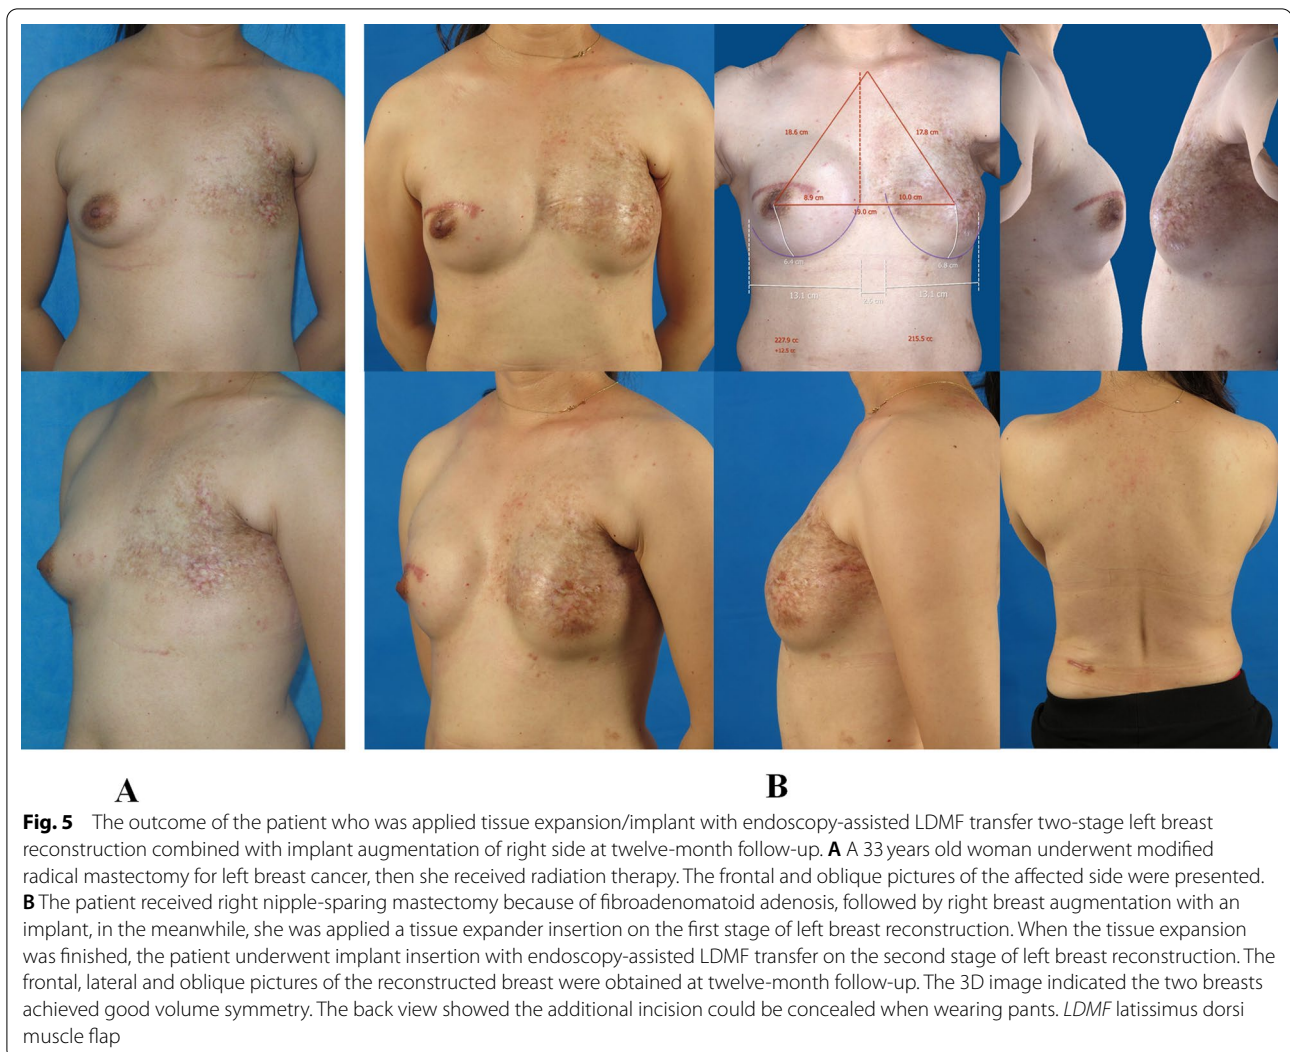 18.6 cm
17.8 cm
8.9 cm
10.0 cm
19.0 cm
6.4 cm
6.8 cm
13.1 cm
13.1 cm
227.9 cc
215.5 cc
+12.5 cc
A
B
Fig. 5 The outcome of the patient who was applied tissue expansion/implant with endoscopy-assisted LDMF transfer two-stage left breast
reconstruction combined with implant augmentation of right side at twelve-month follow-up. A A 33 years old woman underwent modified
radical mastectomy for left breast cancer, then she received radiation therapy. The frontal and oblique pictures of the affected side were presented.
B The patient received right nipple-sparing mastectomy because of fibroadenomatoid adenosis, followed by right breast augmentation with an
implant, in the meanwhile, she was applied a tissue expander insertion on the first stage of left breast reconstruction. When the tissue expansion
was finished, the patient underwent implant insertion with endoscopy-assisted LDMF transfer on the second stage of left breast reconstruction. The
frontal, lateral and oblique pictures of the reconstructed breast were obtained at twelve-month follow-up. The 3D image indicated the two breasts
achieved good volume symmetry. The back view showed the additional incision could be concealed when wearing pants. LDMF latissimus dorsi
muscle flap